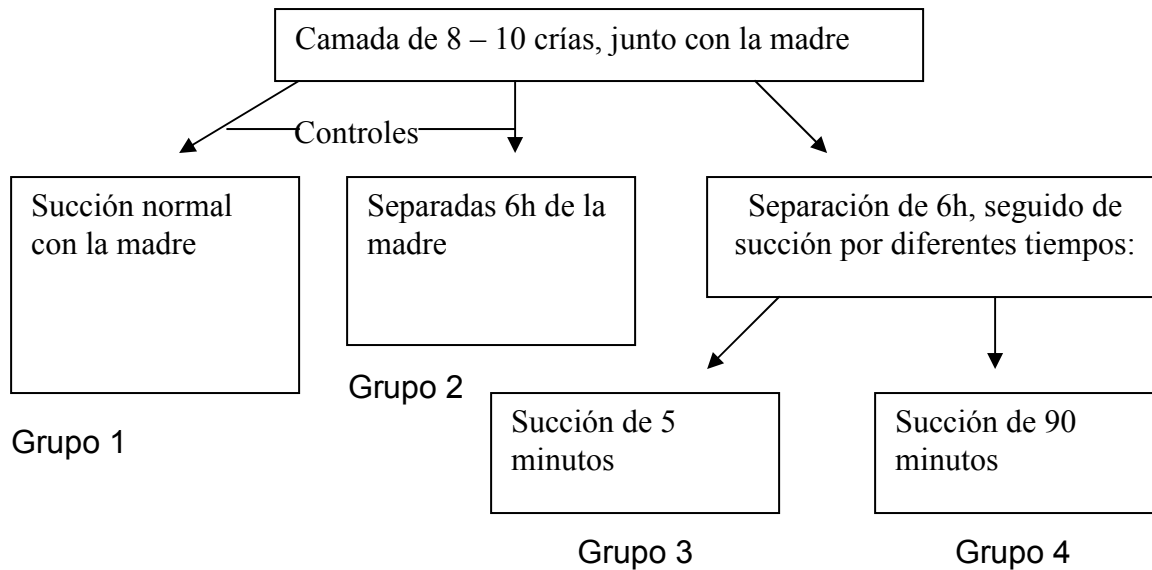 Camada de 8 – 10 crías, junto con la madre
Controles
Succión normal
con la madre
Separadas 6h de la
madre
Separación de 6h, seguido de
succión por diferentes tiempos:
Grupo 1
Grupo 2
Succión de 5
minutos
Succión de 90
minutos
Grupo 3
Grupo 4